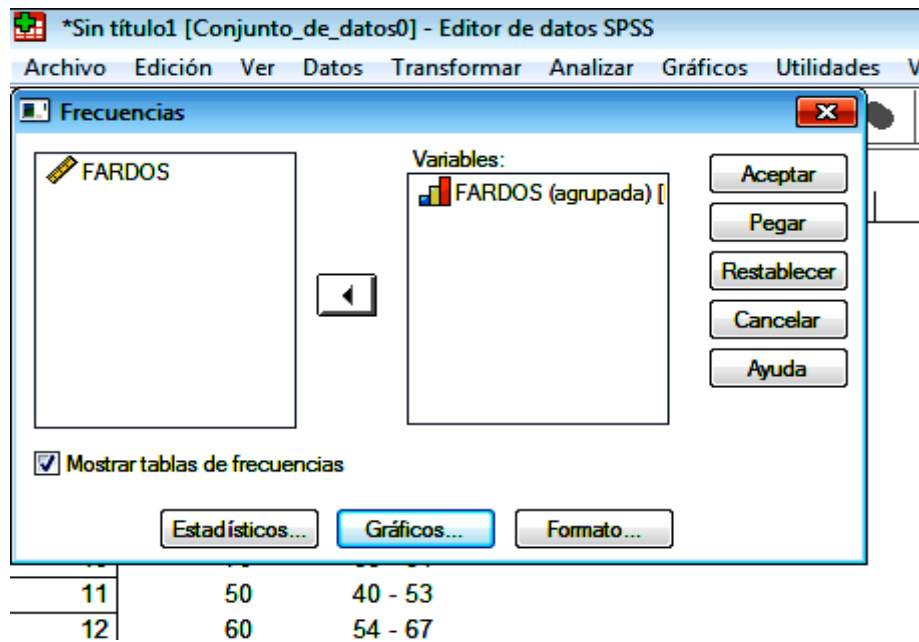 *Sin título1 [Conjunto_de_datos0] - Editor de datos SPSS
Archivo Edición Ver Datos Transformar Analizar Gráficos Utilidades
Frecuencias
FARDOS
Variables:
FARDOS (agrupada) [
Aceptar
Pegar
Restablecer
Cancelar
Ayuda
Mostrar tablas de frecuencias
Estadísticos... Gráficos... Formato...
11 50 40 - 53
12 60 54 - 67